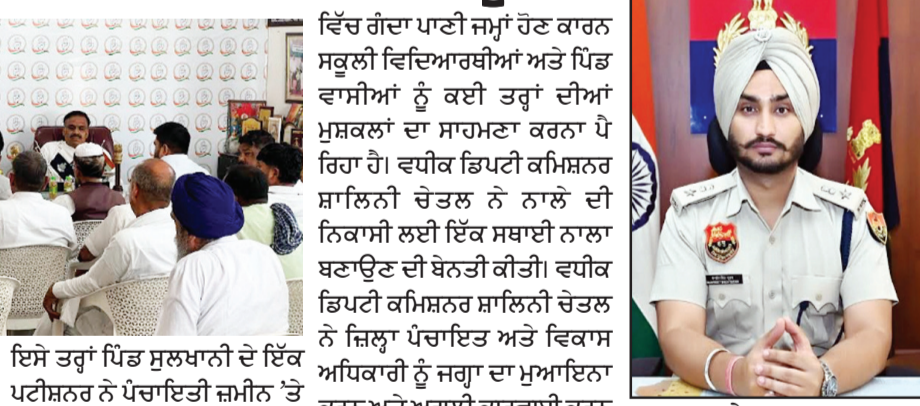 ਇਸੇ ਤਰ੍ਹਾਂ ਪਿੰਡ ਸੁਲਖਾਨੀ ਦੇ ਇੱਕ
ਪਟੀਸ਼ਨਰ ਨੇ ਪੰਚਾਇਤੀ ਜ਼ਮੀਨ ’ਤੇ
ਵਿੱਚ ਗੰਦਾ ਪਾਣੀ ਜਮ੍ਹਾਂ ਹੋਣ ਕਾਰਨ
ਸਕੂਲੀ ਵਿਦਿਆਰਥੀਆਂ ਅਤੇ ਪਿੰਡ
ਵਾਸੀਆਂ ਨੂੰ ਕਈ ਤਰ੍ਹਾਂ ਦੀਆਂ
ਮੁਸ਼ਕਲਾਂ ਦਾ ਸਾਹਮਣਾ ਕਰਨਾ ਪੈ
ਰਿਹਾ ਹੈ। ਵਧੀਕ ਡਿਪਟੀ ਕਮਿਸ਼ਨਰ
ਸ਼ਾਲਿਨੀ ਚੇਤਲ ਨੇ ਨਾਲੇ ਦੀ
ਨਿਕਾਸੀ ਲਈ ਇੱਕ ਸਥਾਈ ਨਾਲਾ
ਬਣਾਉਣ ਦੀ ਬੇਨਤੀ ਕੀਤੀ। ਵਧੀਕ
ਡਿਪਟੀ ਕਮਿਸ਼ਨਰ ਸ਼ਾਲਿਨੀ ਚੇਤਲ
ਨੇ ਜ਼ਿਲ੍ਹਾ ਪੰਚਾਇਤ ਅਤੇ ਵਿਕਾਸ
ਅਧਿਕਾਰੀ ਨੂੰ ਜਗ੍ਹਾ ਦਾ ਮੁਆਇਨਾ